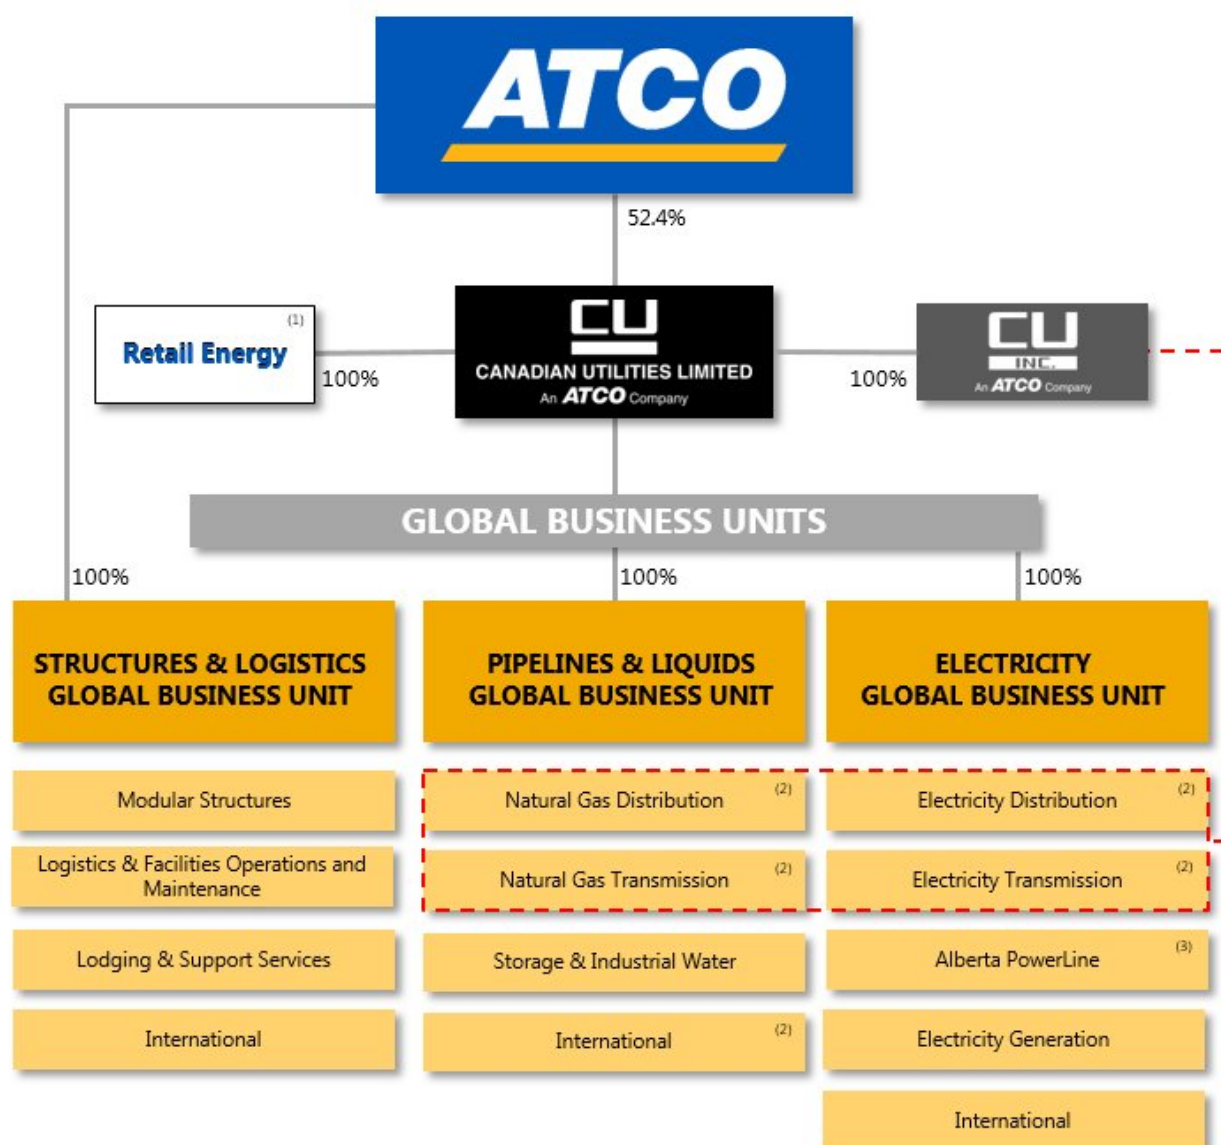 ATCO
52.4%
(1)
Retail Energy
100%
CU
CANADIAN UTILITIES LIMITED
An ATCO Company
100%
CU
INC.
An ATCO Company
GLOBAL BUSINESS UNITS
100%
100%
100%
STRUCTURES & LOGISTICS
GLOBAL BUSINESS UNIT
PIPELINES & LIQUIDS
GLOBAL BUSINESS UNIT
ELECTRICITY
GLOBAL BUSINESS UNIT
Modular Structures
Natural Gas Distribution (2)
Electricity Distribution (2)
Logistics & Facilities Operations and
Maintenance
Natural Gas Transmission (2)
Electricity Transmission (2)
Lodging & Support Services
Storage & Industrial Water
Alberta PowerLine (3)
International
International (2)
Electricity Generation
International